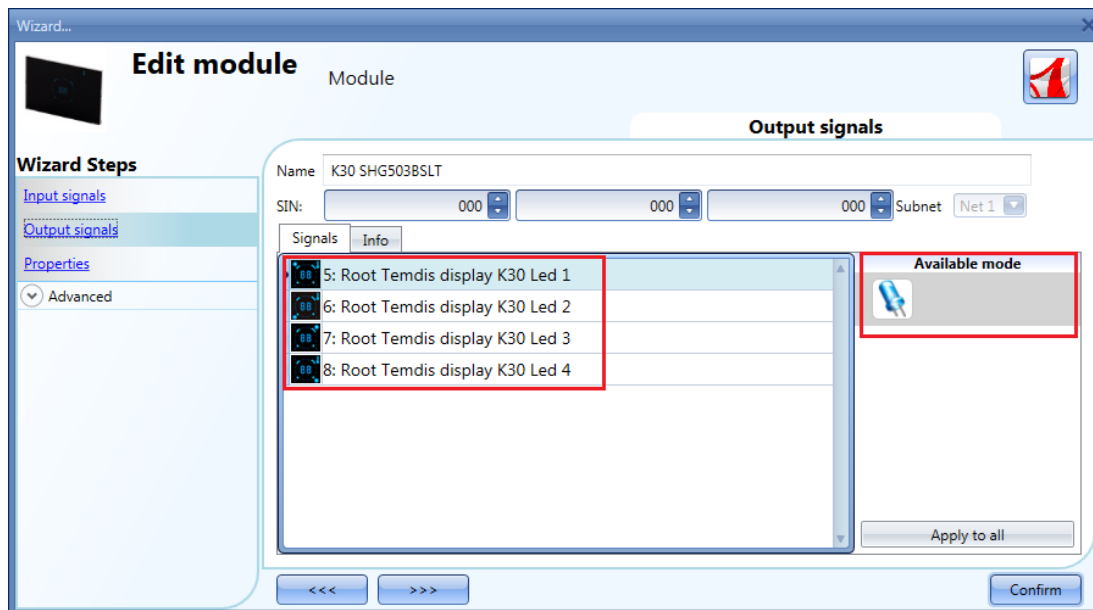 Wizard...
Edit module
Module
Output signals
Wizard Steps
Input signals
Output signals
Properties
Advanced
Name K30 SHG503BSLT
SIN: 000 000 000 Subnet Net 1
Signals Info
5: Root Temdis display K30 Led 1
6: Root Temdis display K30 Led 2
7: Root Temdis display K30 Led 3
8: Root Temdis display K30 Led 4
Available mode
Apply to all
<<< >>> Confirm